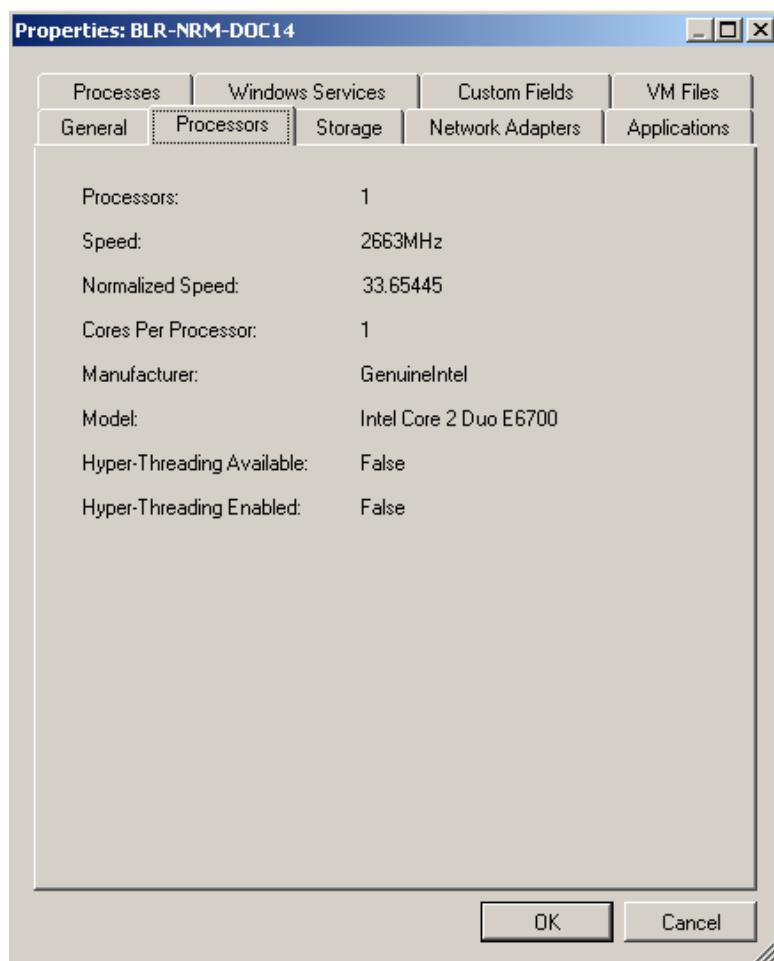 Properties: BLR-NRM-DOC14
Processes Windows Services Custom Fields VM Files
General Processors Storage Network Adapters Applications
Processors: 1
Speed: 2663MHz
Normalized Speed: 33.65445
Cores Per Processor: 1
Manufacturer: GenuineIntel
Model: Intel Core 2 Duo E6700
Hyper-Threading Available: False
Hyper-Threading Enabled: False
OK Cancel